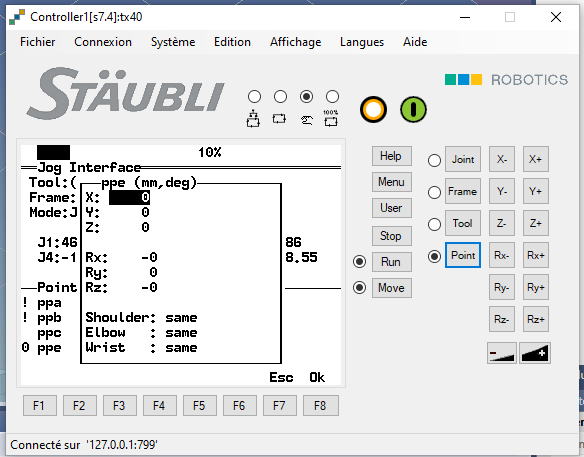 Controller1[s7.4]:tx40
Fichier Connexion Système Edition Affichage Langues Aide
STÄUBLI
ROBOTICS
100%
10%
Jog Interface
Tool:( ppe (mm,deg)
Frame: X: 0
Mode:J Y: 0
Z: 0
J1:46 86
J4:-1 Rx: -0 8.55
Ry: 0
Point Rz: -0
! ppa
! ppb Shoulder: same
ppc Elbow : same
0 ppe Wrist : same
Esc Ok
Help
Menu
User
Stop
Run
Move
Joint X- X+
Frame Y- Y+
Tool Z- Z+
Point Rx- Rx+
Ry- Ry+
Rz- Rz+
- +
F1 F2 F3 F4 F5 F6 F7 F8
Connecté sur '127.0.0.1:799'